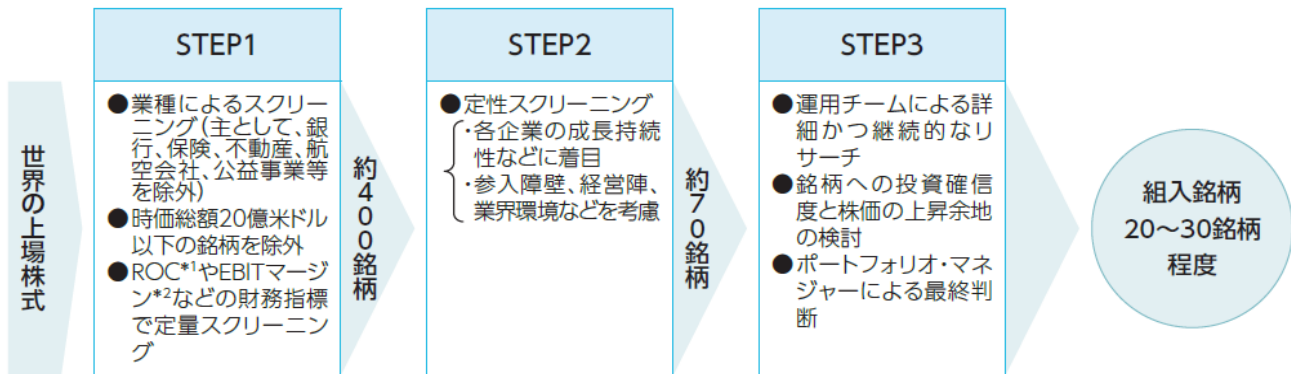 世界の上場株式
STEP1
●業種によるスクリー
ニング(主として、銀
行、保険、不動産、航
空会社、公益事業等
を除外)
●時価総額20億米ドル
以下の銘柄を除外
●ROC*1やEBITマージ
ン*2などの財務指標
で定量スクリーニン
グ
約400銘柄
STEP2
●定性スクリーニング
・各企業の成長持続
性などに着目
・参入障壁、経営陣、
業界環境などを考慮
約70銘柄
STEP3
●運用チームによる詳
細かつ継続的なリ
サーチ
●銘柄への投資確信
度と株価の上昇余地
の検討
●ポートフォリオ・マネ
ジャーによる最終判
断
組入銘柄
20～30銘柄
程度